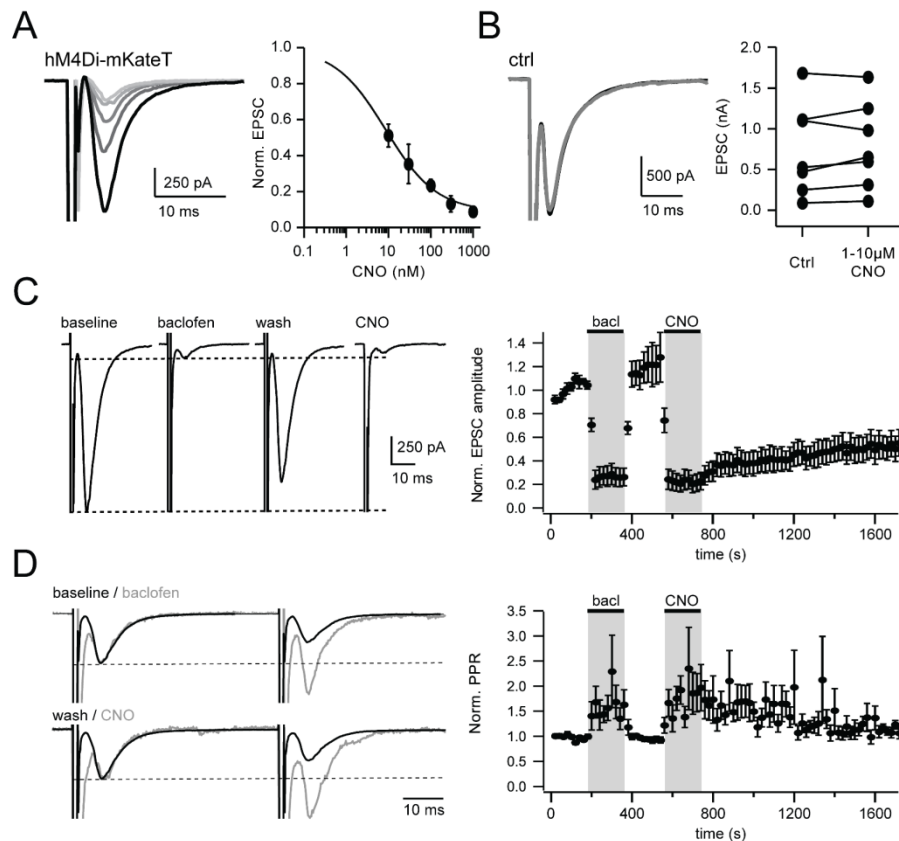 A
hM4Di-mKateT
250 pA
10 ms
Norm. EPSC
1.0
0.8
0.6
0.4
0.2
0.0
0.1 1 10 100 1000
CNO (nM)
B
ctrl
500 pA
10 ms
EPSC (nA)
2.0
1.5
1.0
0.5
0.0
Ctrl
1-10µM
CNO
C
baseline baclofen wash CNO
250 pA
10 ms
bacl CNO
Norm. EPSC amplitude
1.4
1.2
1.0
0.8
0.6
0.4
0.2
0.0
0 400 800 1200 1600
time (s)
D
baseline / baclofen
wash / CNO
10 ms
bacl CNO
Norm. PPR
3.5
3.0
2.5
2.0
1.5
1.0
0.5
0.0
0 400 800 1200 1600
time (s)